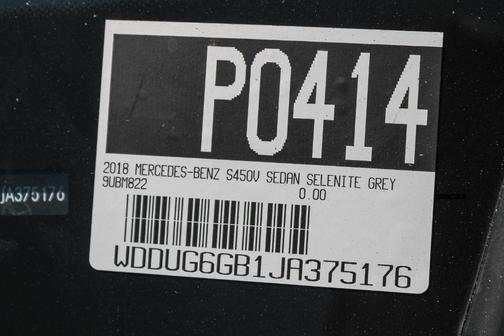 P0414
2018 MERCEDES-BENZ S450V SEDAN SELENITE GREY
9UBM822 0.00
WDDUG6GB1JA375176
JA375176